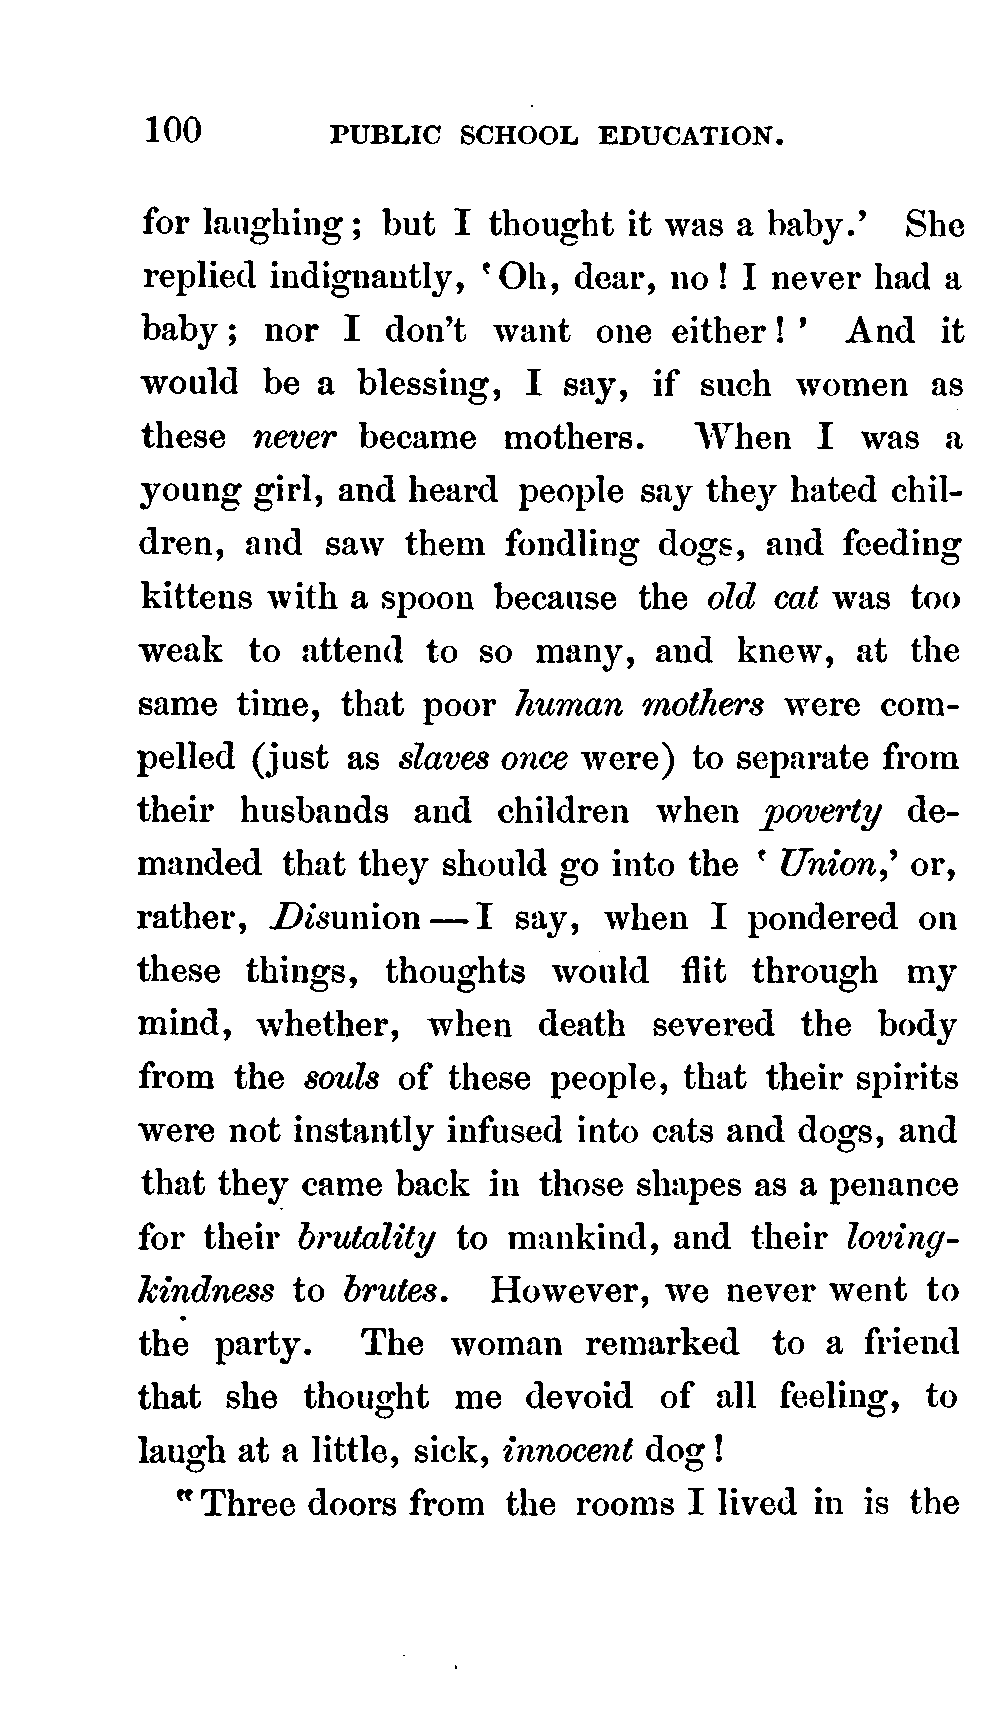 100 PUBLIC SCHOOL EDUCATION.
for laughing; but I thought it was a baby.’ She
replied indignantly, ‘Oh, dear, no! I never had a
baby; nor I don’t want one either!’ And it
would be a blessing, I say, if such women as
these never became mothers. When I was a
young girl, and heard people say they hated chil-
dren, and saw them fondling dogs, and feeding
kittens with a spoon because the old cat was too
weak to attend to so many, and knew, at the
same time, that poor human mothers were com-
pelled (just as slaves once were) to separate from
their husbands and children when poverty de-
manded that they should go into the ‘Union,’ or,
rather, Disunion—I say, when I pondered on
these things, thoughts would flit through my
mind, whether, when death severed the body
from the souls of these people, that their spirits
were not instantly infused into cats and dogs, and
that they came back in those shapes as a penance
for their brutality to mankind, and their loving-
kindness to brutes. However, we never went to
the party. The woman remarked to a friend
that she thought me devoid of all feeling, to
laugh at a little, sick, innocent dog!
“Three doors from the rooms I lived in is the